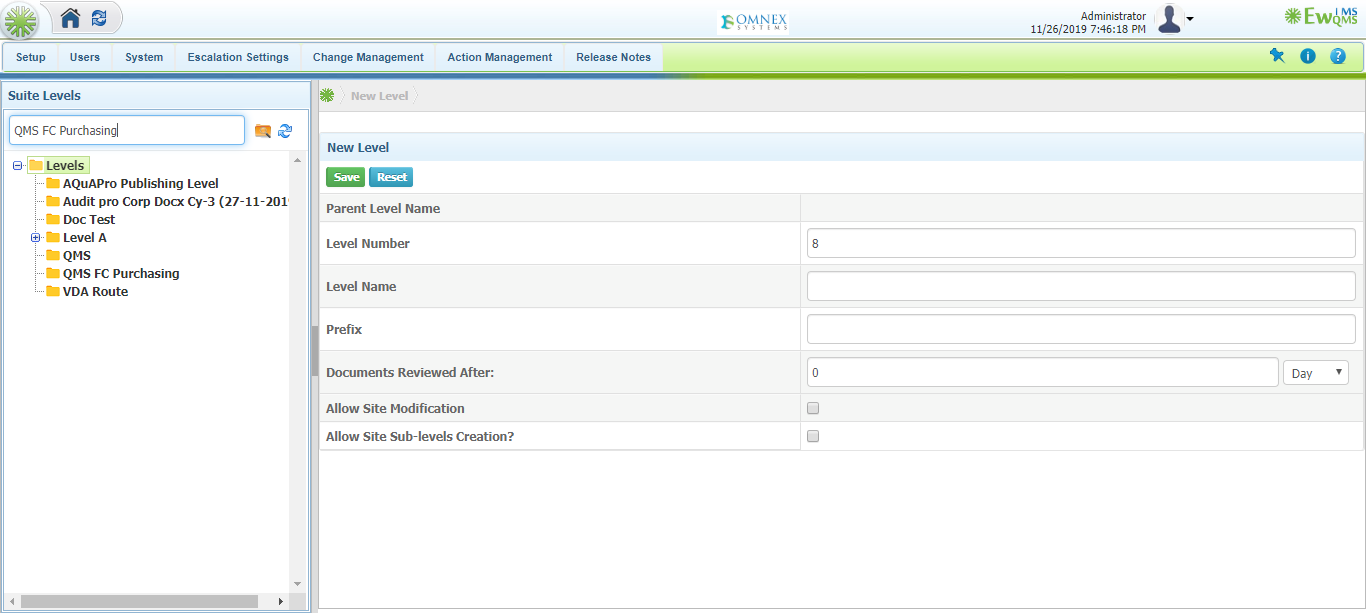 OMNEX
SYSTEMS
Administrator
11/26/2019 7:46:18 PM
EwQMS
IMS
Setup
Users
System
Escalation Settings
Change Management
Action Management
Release Notes
Suite Levels
QMS FC Purchasing
Levels
AQuAPro Publishing Level
Audit pro Corp Docx Cy-3 (27-11-2019
Doc Test
Level A
QMS
QMS FC Purchasing
VDA Route
New Level
New Level
Save
Reset
Parent Level Name
Level Number
8
Level Name
Prefix
Documents Reviewed After:
0
Day
Allow Site Modification
Allow Site Sub-levels Creation?